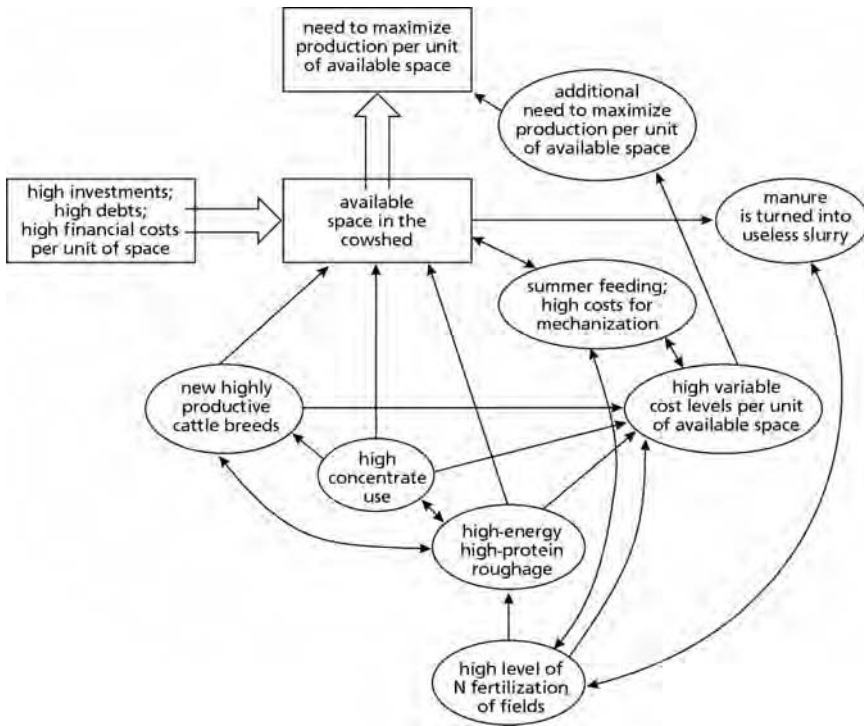 need to maximize
production per unit
of available space
additional
need to maximize
production per unit
of available space
high investments;
high debts;
high financial costs
per unit of space
available
space in the
cowshed
manure
is turned into
useless slurry
summer feeding;
high costs for
mechanization
new highly
productive
cattle breeds
high variable
cost levels per unit
of available space
high
concentrate
use
high-energy
high-protein
roughage
high level of
N fertilization
of fields